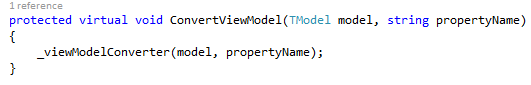 1 reference
protected virtual void ConvertViewModel(TModel model, string propertyName)
{
    _viewModelConverter(model, propertyName);
}